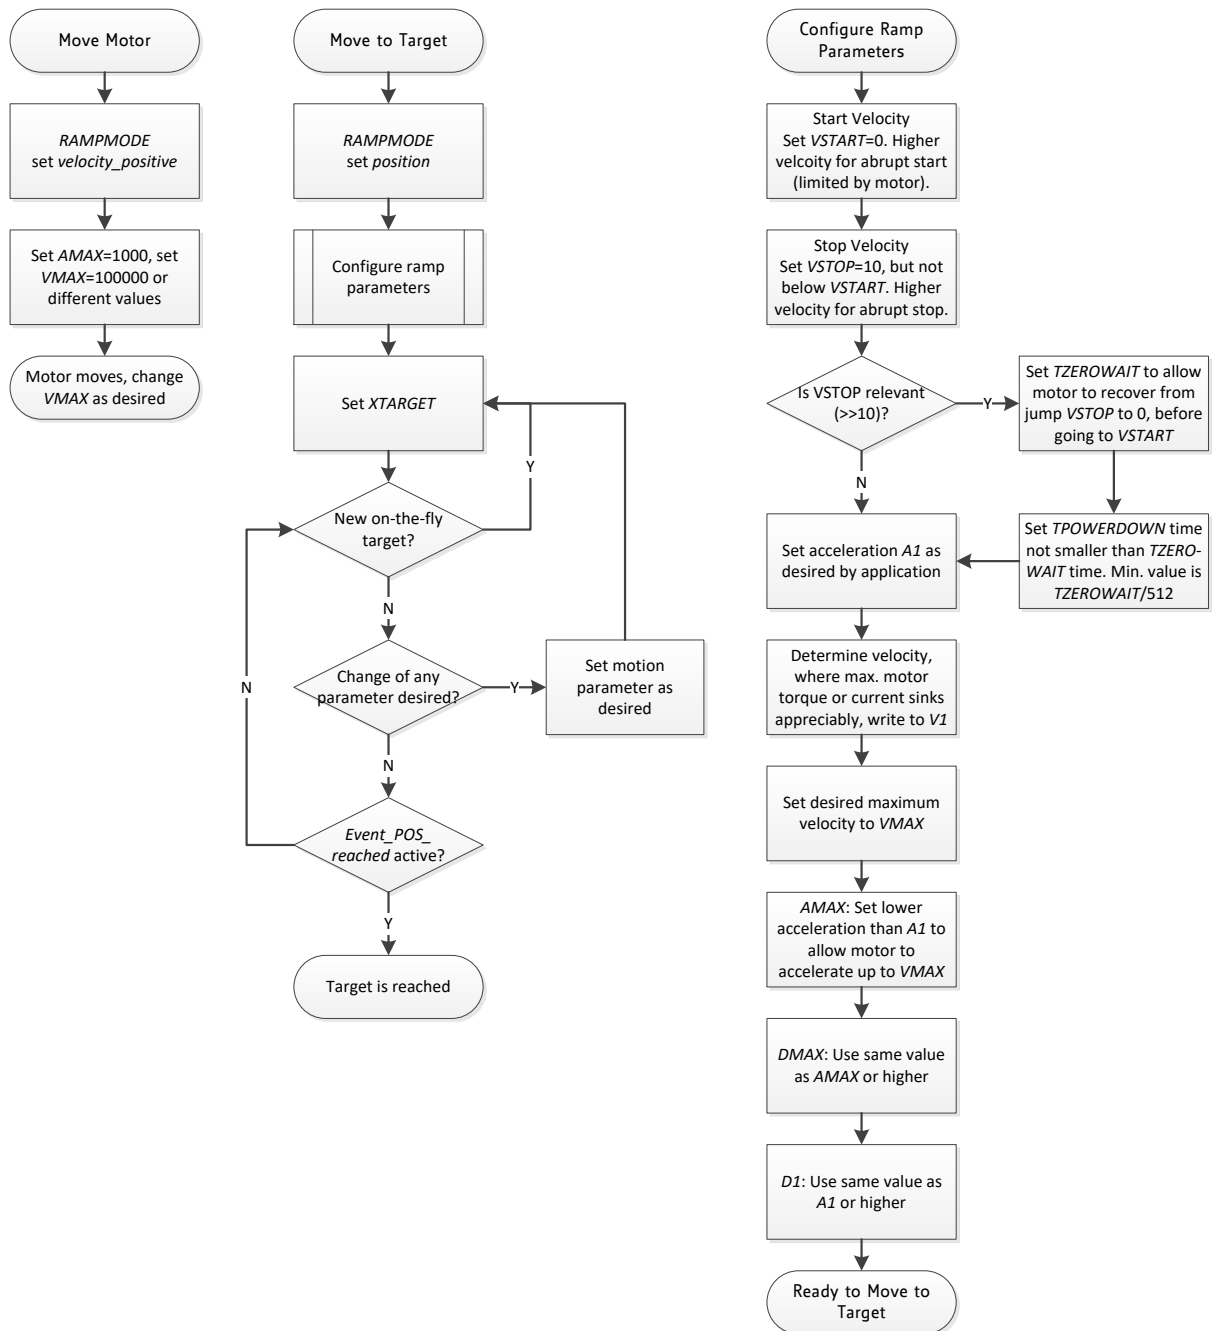 Move Motor
RAMPMODE
set velocity_positive
Set AMAX=1000, set
VMAX=100000 or
different values
Motor moves, change
VMAX as desired
Move to Target
RAMPMODE
set position
Configure ramp
parameters
Set XTARGET
New on-the-fly
target?
Y
N
Change of any
parameter desired?
Y
Set motion
parameter as
desired
N
Event_POS_
reached active?
N
Y
Target is reached
Configure Ramp
Parameters
Start Velocity
Set VSTART=0. Higher
velcoity for abrupt start
(limited by motor).
Stop Velocity
Set VSTOP=10, but not
below VSTART. Higher
velocity for abrupt stop.
Is VSTOP relevant
(>>10)?
Y
Set TZEROWAIT to allow
motor to recover from
jump VSTOP to 0, before
going to VSTART
Set TPOWERDOWN time
not smaller than TZERO-
WAIT time. Min. value is
TZEROWAIT/512
N
Set acceleration A1 as
desired by application
Determine velocity,
where max. motor
torque or current sinks
appreciably, write to V1
Set desired maximum
velocity to VMAX
AMAX: Set lower
acceleration than A1 to
allow motor to
accelerate up to VMAX
DMAX: Use same value
as AMAX or higher
D1: Use same value as
A1 or higher
Ready to Move to
Target